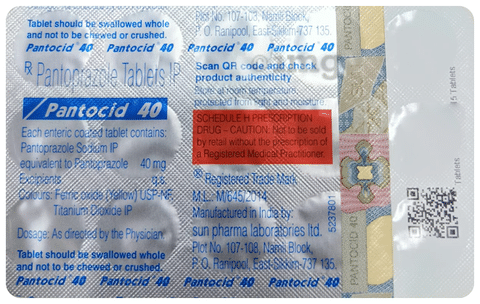 Tablet should be swallowed whole
and not to be chewed or crushed.
Pantocid 40 Pantocid 40
Rx Pantoprazole Tablets IP
Pantocid 40
Each enteric coated tablet contains:
Pantoprazole Sodium IP
equivalent to Pantoprazole 40 mg
Excipients q.s.
Colours: Ferric oxide (Yellow) USP-NF,
Titanium Dioxide IP
Dosage: As directed by the Physician.
Tablet should be swallowed whole
and not to be chewed or crushed.
Pantocid 40 Pantocid 40
Plot No. 107-108, Namli Block,
P. O. Ranipool, East-Sikkim-737 135.
Pantocid 40 Pantocid 40
Scan QR code and check
product authenticity
Store at room temperature,
protected from light and moisture.
SCHEDULE H PRESCRIPTION
DRUG – CAUTION: Not to be sold
by retail without the prescription of
a Registered Medical Practitioner.
® Registered Trade Mark
M.L.: M/645/2014
Manufactured in India by:
sun pharma laboratories ltd.
Plot No. 107-108, Namli Block,
P. O. Ranipool, East-Sikkim-737 135.
Pantocid 40 Pantocid 40
5237801
PANTOCID
PANTOCID 40
15 Tablets
Tablets